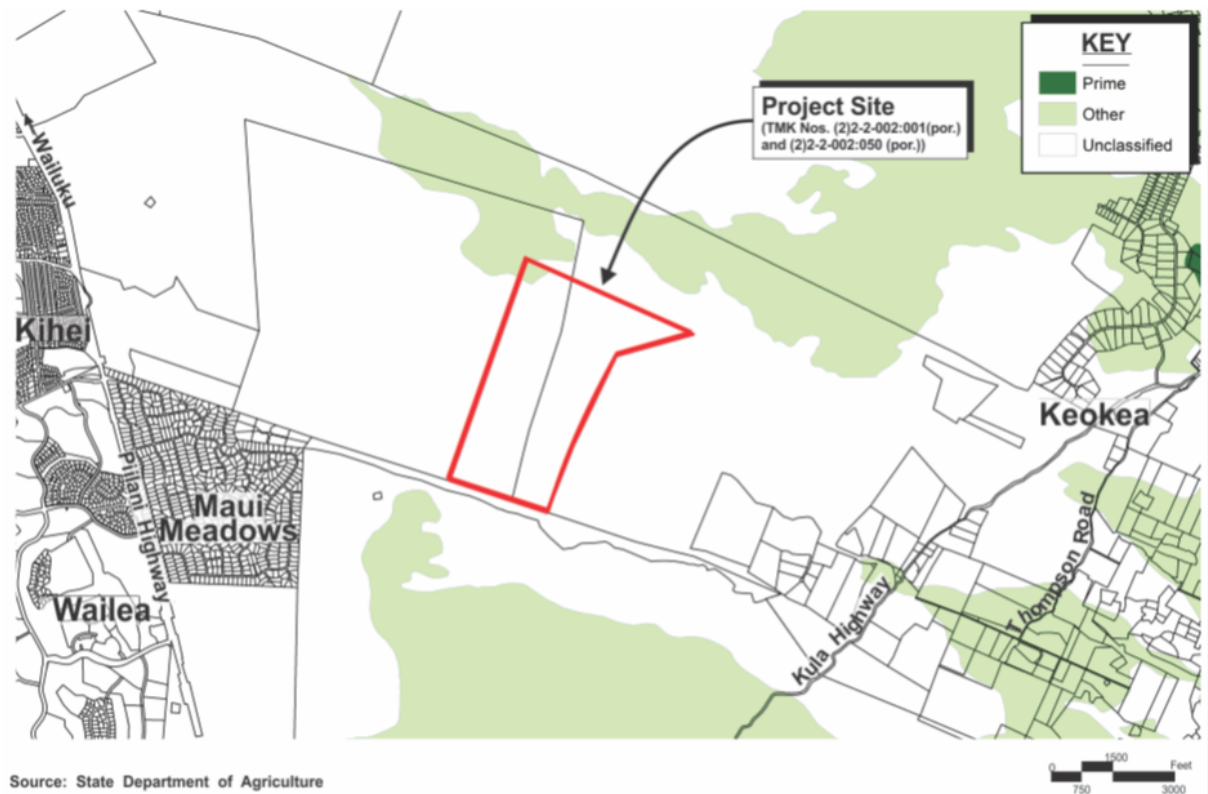 KEY
Prime
Other
Unclassified
Project Site
(TMK Nos. (2)2-2-002:001(por.)
and (2)2-2-002:050 (por.))
Wailuku
Kihei
Keokea
Piilani Highway
Maui
Meadows
Wailea
Thompson Road
Kula Highway
Source: State Department of Agriculture
0
1500
Feet
750
3000